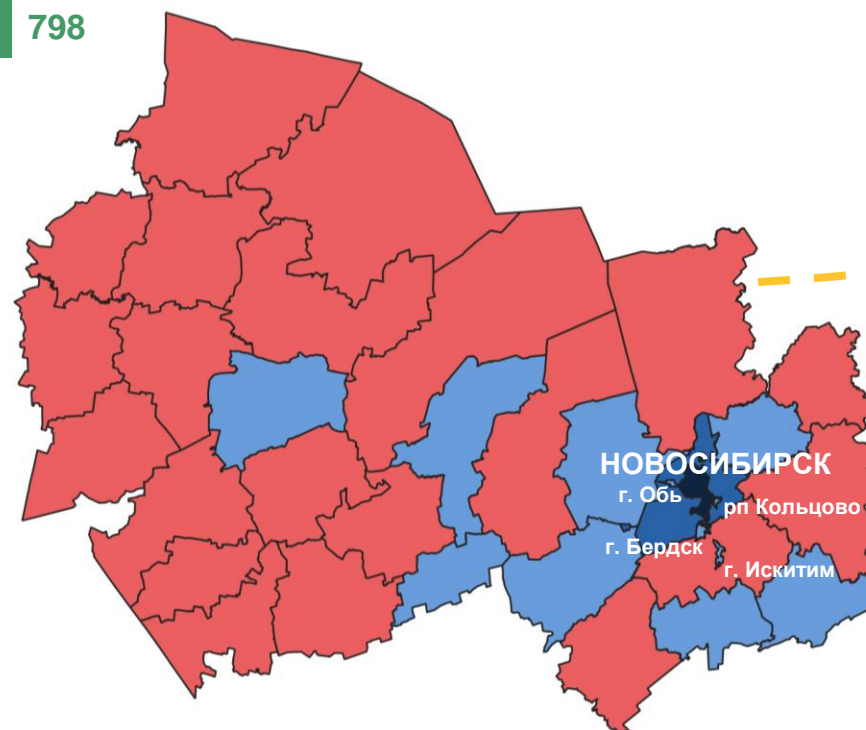 798
НОВОСИБИРСК
г. Обь
рп Кольцово
г. Бердск
г. Искитим